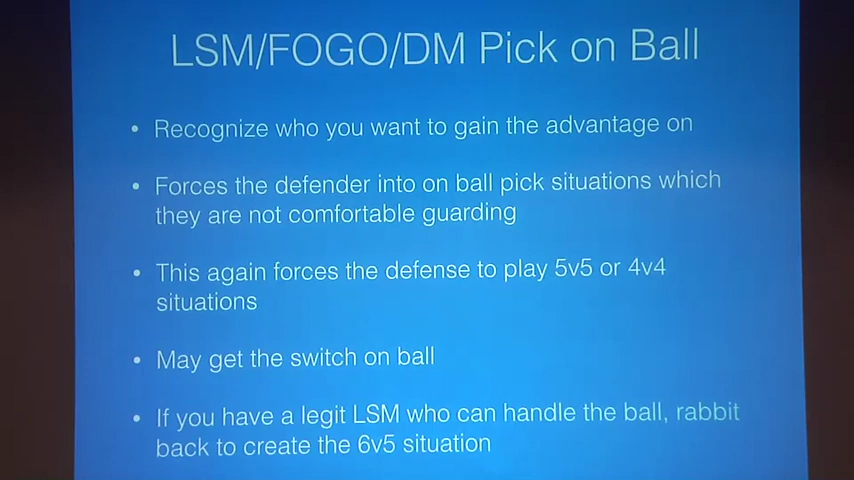 LSM/FOGO/DM Pick on Ball
• Recognize who you want to gain the advantage on
• Forces the defender into on ball pick situations which
they are not comfortable guarding
• This again forces the defense to play 5v5 or 4v4
situations
• May get the switch on ball
• If you have a legit LSM who can handle the ball, rabbit
back to create the 6v5 situation